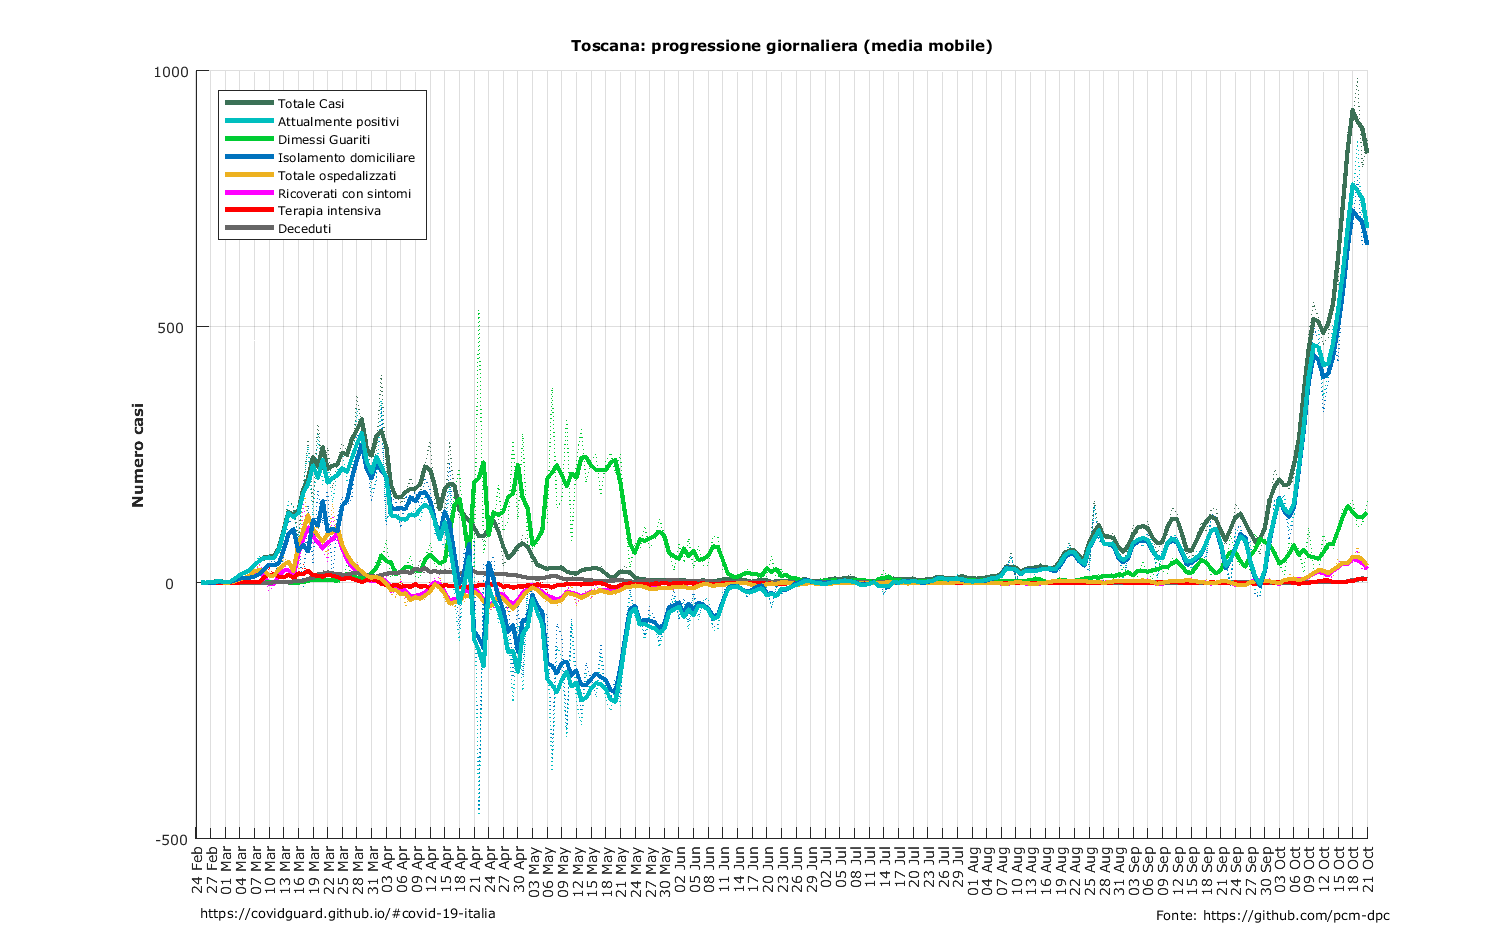 Toscana: progressione giornaliera (media mobile)
1000
500
0
-500
Numero casi
Totale Casi
Attualmente positivi
Dimessi Guariti
Isolamento domiciliare
Totale ospedalizzati
Ricoverati con sintomi
Terapia intensiva
Deceduti
24 Feb
27 Feb
01 Mar
04 Mar
07 Mar
10 Mar
13 Mar
16 Mar
19 Mar
22 Mar
25 Mar
28 Mar
31 Mar
03 Apr
06 Apr
09 Apr
12 Apr
15 Apr
18 Apr
21 Apr
24 Apr
27 Apr
30 Apr
03 May
06 May
09 May
12 May
15 May
18 May
21 May
24 May
27 May
30 May
02 Jun
05 Jun
08 Jun
11 Jun
14 Jun
17 Jun
20 Jun
23 Jun
26 Jun
29 Jun
02 Jul
05 Jul
08 Jul
11 Jul
14 Jul
17 Jul
20 Jul
23 Jul
26 Jul
29 Jul
01 Aug
04 Aug
07 Aug
10 Aug
13 Aug
16 Aug
19 Aug
22 Aug
25 Aug
28 Aug
31 Aug
03 Sep
06 Sep
09 Sep
12 Sep
15 Sep
18 Sep
21 Sep
24 Sep
27 Sep
30 Sep
03 Oct
06 Oct
09 Oct
12 Oct
15 Oct
18 Oct
21 Oct
https://covidguard.github.io/#covid-19-italia
Fonte: https://github.com/pcm-dpc